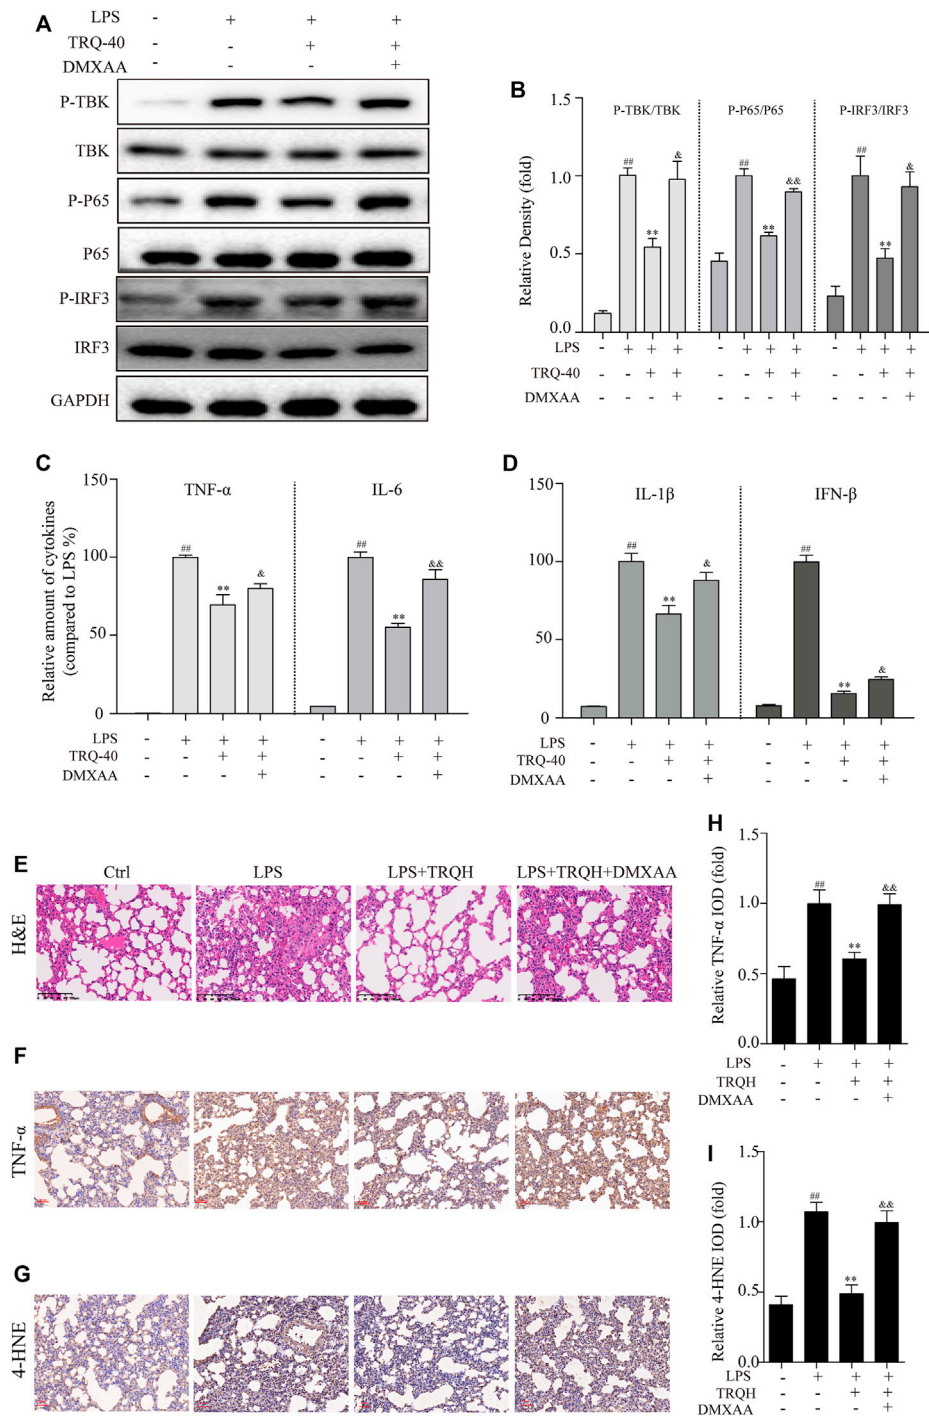 A
LPS - + + +
TRQ-40 - - + +
DMXAA - - - +
P-TBK
TBK
P-P65
P65
P-IRF3
IRF3
GAPDH
B
Relative Density (fold)
1.5
1.0
0.5
0.0
P-TBK/TBK P-P65/P65 P-IRF3/IRF3
## ** & ## ** && ## ** &
LPS - + + + - + + + - + + +
TRQ-40 - - + + - - + + - - + +
DMXAA - - - + - - - + - - - +
C
Relative amount of cytokines
(compared to LPS %)
150
100
50
0
TNF-α IL-6
## ** & ## ** &&
LPS - + + + - + + +
TRQ-40 - - + + - - + +
DMXAA - - - + - - - +
D
150
100
50
0
IL-1β IFN-β
## ** & ## ** &
LPS - + + + - + + +
TRQ-40 - - + + - - + +
DMXAA - - - + - - - +
E
Ctrl LPS LPS+TRQH LPS+TRQH+DMXAA
H&E
F
TNF-α
G
4-HNE
H
Relative TNF-α IOD (fold)
1.5
1.0
0.5
0.0
## ** &&
LPS - + + +
TRQH - - + +
DMXAA - - - +
I
Relative 4-HNE IOD (fold)
1.5
1.0
0.5
0.0
## ** &&
LPS - + + +
TRQH - - + +
DMXAA - - - +